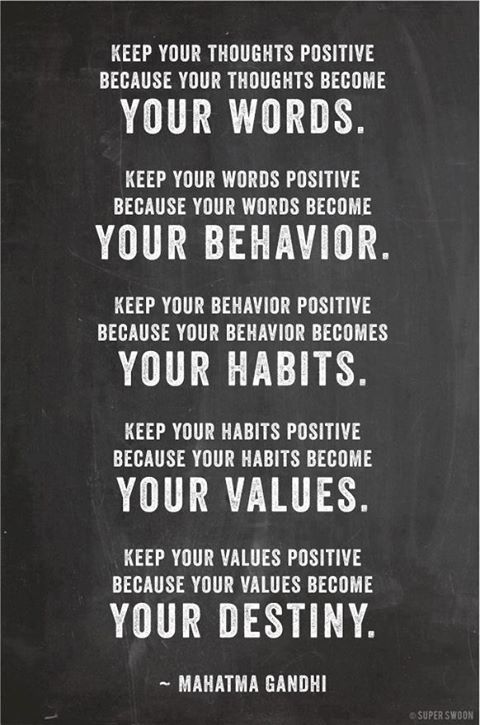 KEEP YOUR THOUGHTS POSITIVE
BECAUSE YOUR THOUGHTS BECOME
YOUR WORDS.
KEEP YOUR WORDS POSITIVE
BECAUSE YOUR WORDS BECOME
YOUR BEHAVIOR.
KEEP YOUR BEHAVIOR POSITIVE
BECAUSE YOUR BEHAVIOR BECOMES
YOUR HABITS.
KEEP YOUR HABITS POSITIVE
BECAUSE YOUR HABITS BECOME
YOUR VALUES.
KEEP YOUR VALUES POSITIVE
BECAUSE YOUR VALUES BECOME
YOUR DESTINY.
~ MAHATMA GANDHI
© SUPER SWOON